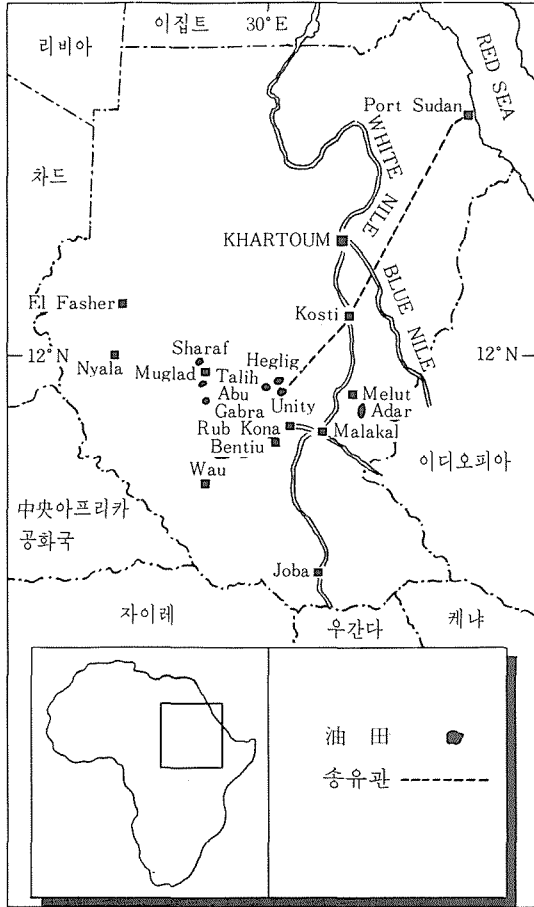 이집트 30°E
리비아
RED SEA
Port Sudan
WHITE NILE
차드
KHARTOUM
BLUE NILE
El Fasher
Kosti
12°N
12°N
Nyala
Sharaf
Muglad
Talih
Heglig
Abu
Gabra
Unity
Melut
Adar
Rub Kona
Malakal
Bentiu
Wau
이디오피아
中央아프리카
공화국
Joba
자이레
우간다
케냐
油田
송유관